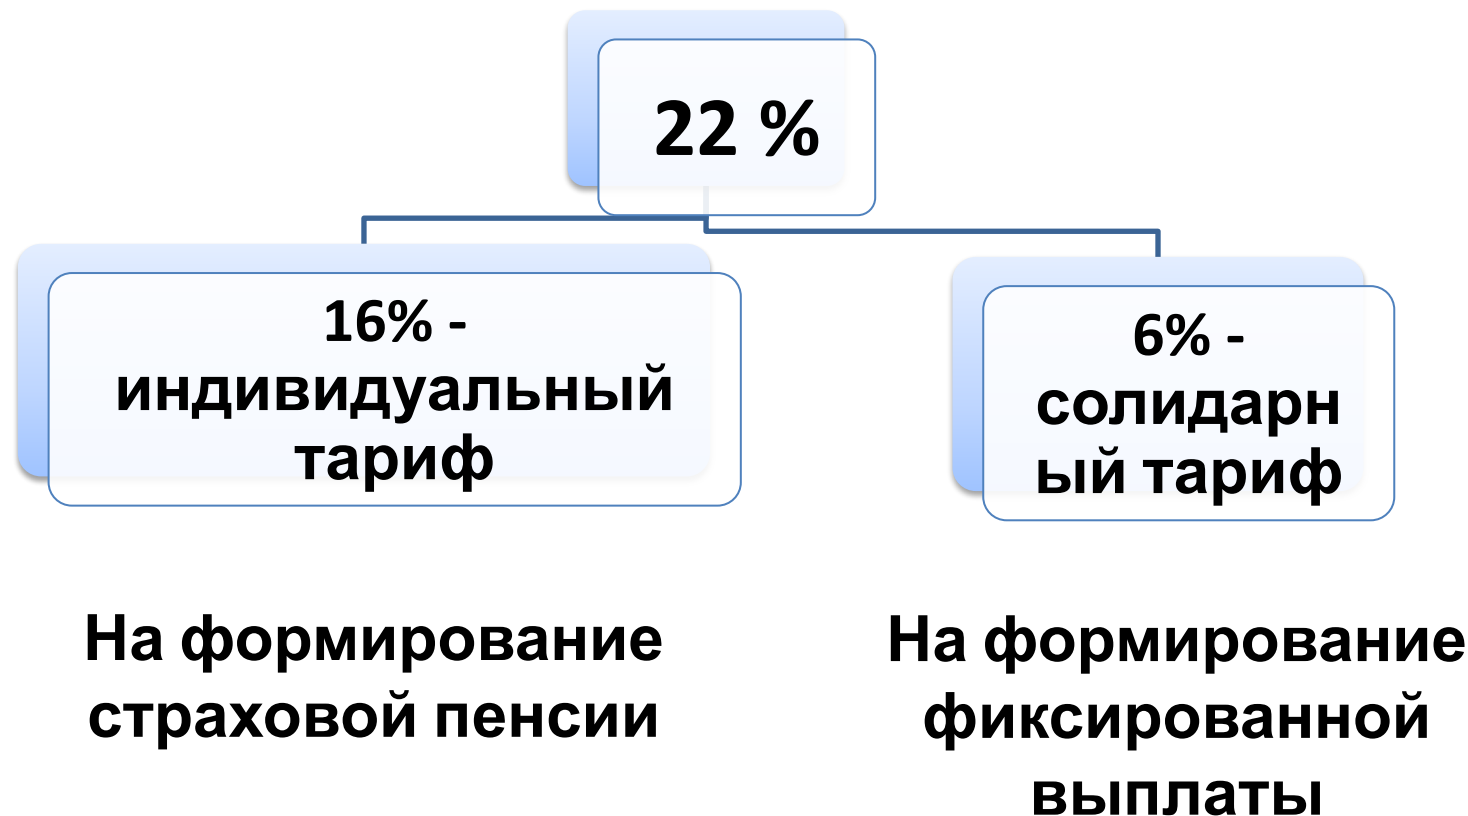 22 %
16% -
индивидуальный
тариф
6% -
солидарн
ый тариф
На формирование
страховой пенсии
На формирование
фиксированной
выплаты